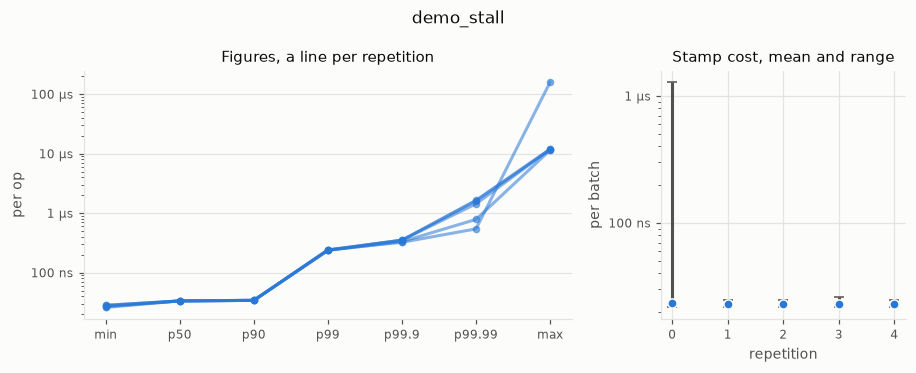 demo_stall
Figures, a line per repetition
per op
100 µs
10 µs
1 µs
100 ns
min p50 p90 p99 p99.9 p99.99 max
Stamp cost, mean and range
per batch
1 µs
100 ns
0 1 2 3 4
repetition